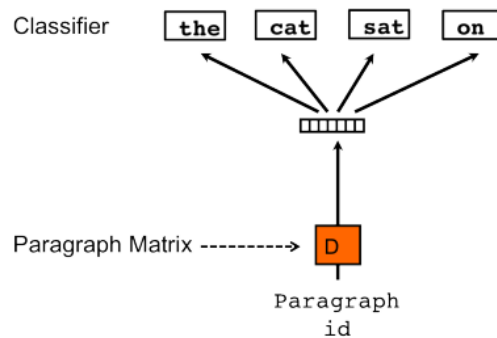 Classifier the cat sat on
Paragraph Matrix D
Paragraph
id